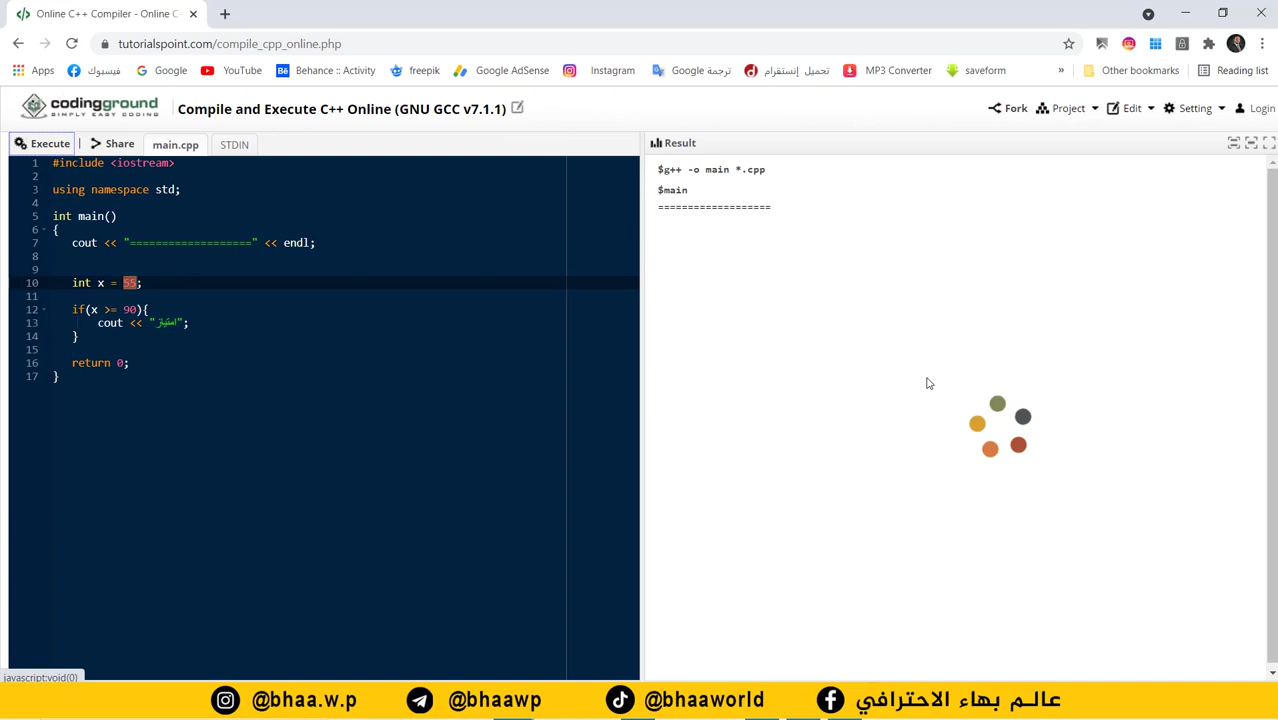 Online C++ Compiler - Online C
tutorialspoint.com/compile_cpp_online.php
Apps فيسبوك Google YouTube Behance :: Activity freepik Google AdSense Instagram ترجمة Google تحميل إنستقرام MP3 Converter saveform » Other bookmarks Reading list
codingground
SIMPLY EASY CODING
Compile and Execute C++ Online (GNU GCC v7.1.1)
Fork Project Edit Setting Login
Execute | Share main.cpp STDIN
Result
1 #include <iostream>
2
3 using namespace std;
4
5 int main()
6 {
7 cout << "===================" << endl;
8
9
10 int x = 55;
11
12 if(x >= 90){
13 cout << "امتياز";
14 }
15
16 return 0;
17 }
$g++ -o main *.cpp
$main
===================
javascript:void(0)
@bhaa.w.p @bhaawp @bhaaworld عالم بهاء الاحترافي